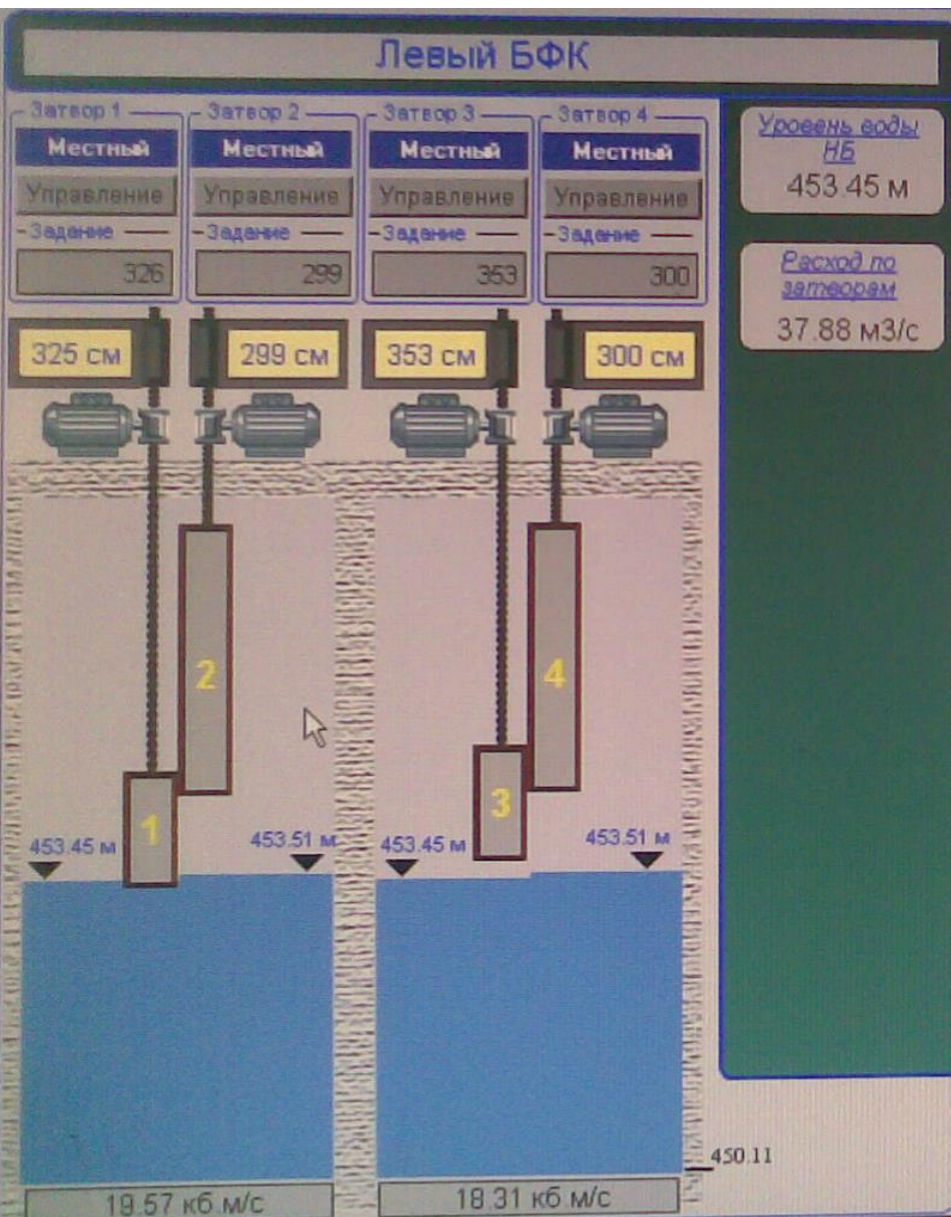 Левый БФК
Затвор 1
Затвор 2
Затвор 3
Затвор 4
Местный
Местный
Местный
Местный
Управление
Управление
Управление
Управление
Задание
Задание
Задание
Задание
326
299
353
300
Уровень воды
НБ
453.45 м
Расход по
затворам
37.88 м3/с
325 см
299 см
353 см
300 см
2
4
1
3
453.45 м
453.51 м
453.45 м
453.51 м
450.11
19.57 кб.м/с
18.31 кб.м/с